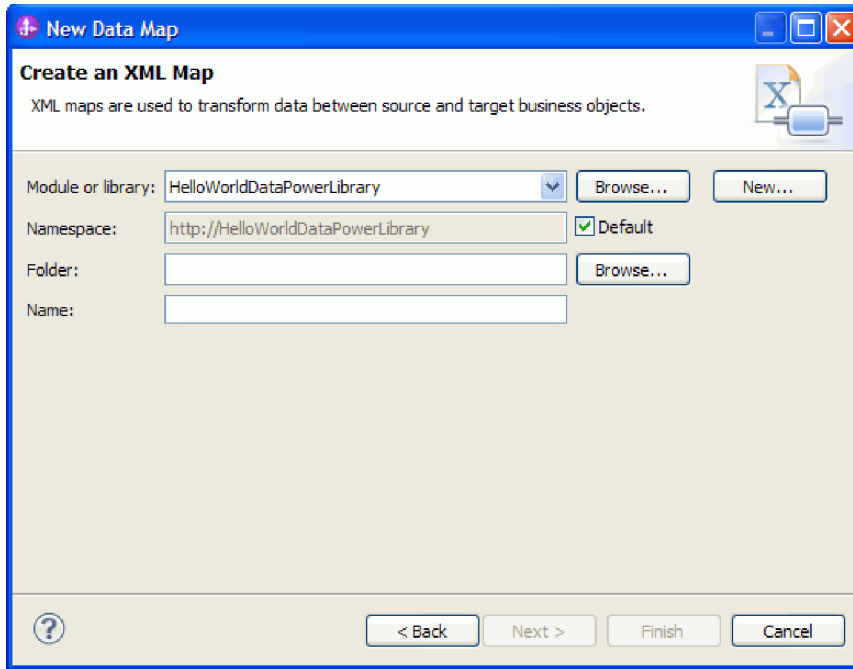 New Data Map
Create an XML Map
XML maps are used to transform data between source and target business objects.
X
Module or library: HelloWorldDataPowerLibrary Browse... New...
Namespace: http://HelloWorldDataPowerLibrary Default
Folder: Browse...
Name:
? < Back Next > Finish Cancel